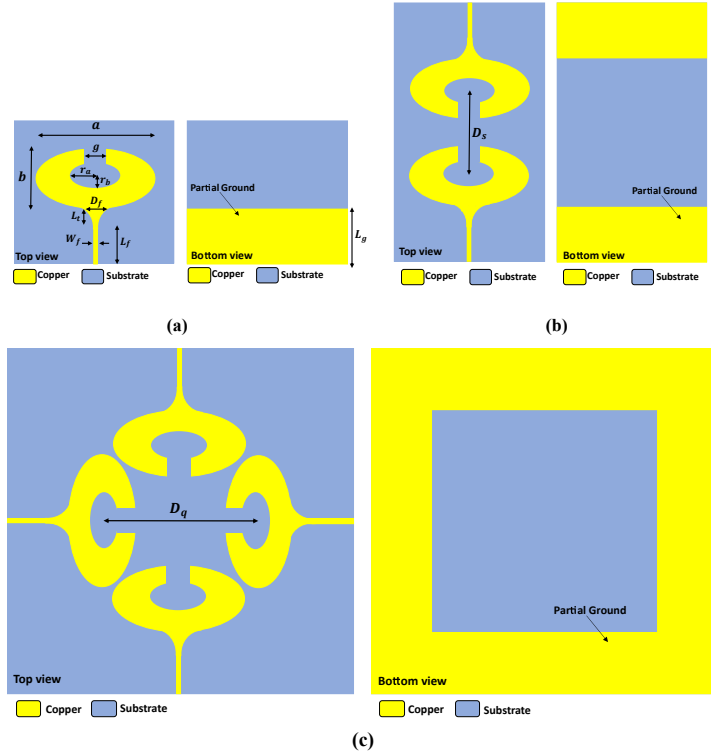 a
g
b
r_a
r_b
D_f
L_t
W_f
L_f
Top view
Copper
Substrate
Partial Ground
L_g
Bottom view
Copper
Substrate
(a)
D_s
Top view
Copper
Substrate
Partial Ground
Bottom view
Copper
Substrate
(b)
D_q
Top view
Copper
Substrate
Partial Ground
Bottom view
Copper
Substrate
(c)